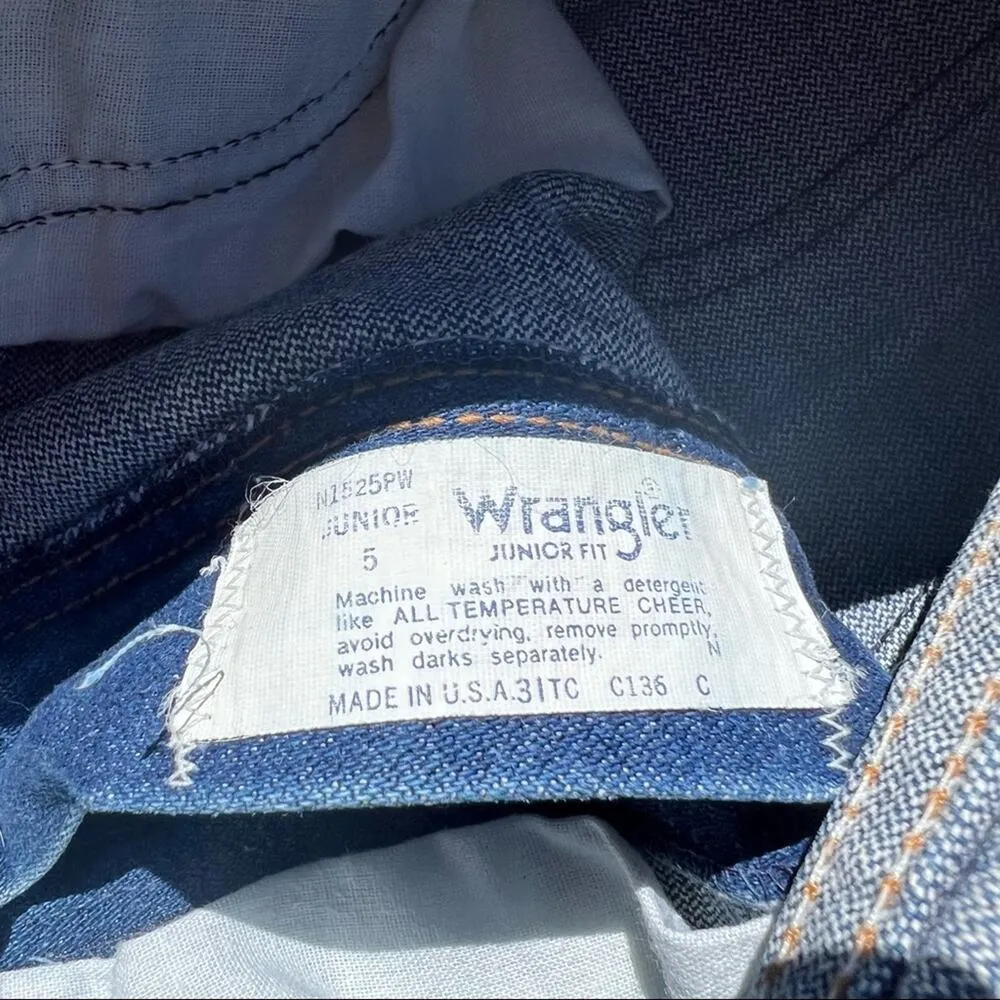 N1525PW
JUNIOR
5
Wrangler®
JUNIOR FIT
Machine wash with a detergent
like ALL TEMPERATURE CHEER,
avoid overdrying, remove promptly,
wash darks separately. N
MADE IN U.S.A. 31TC C136 C